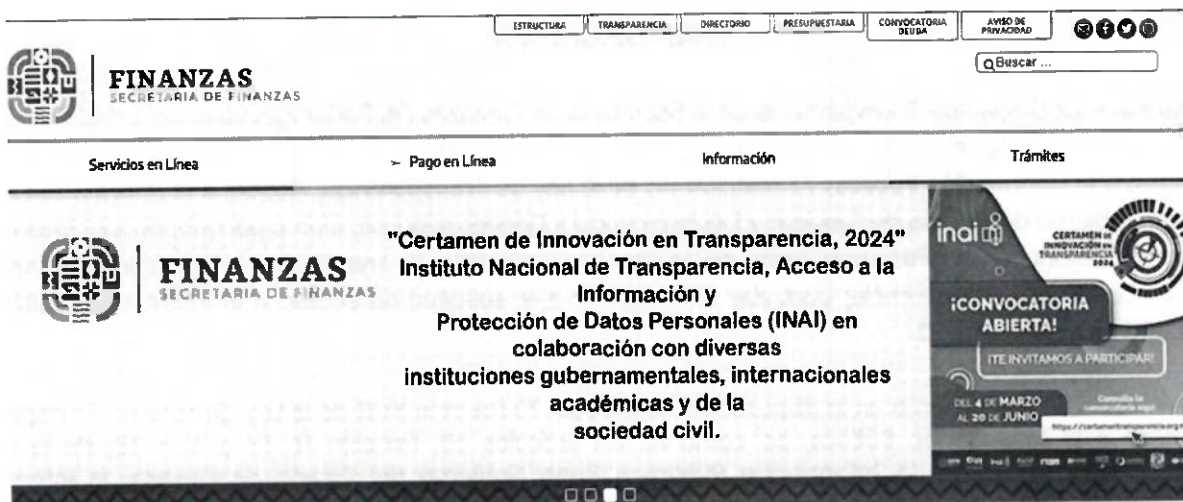 ESTRUCTURA
TRANSPARENCIA
DIRECTORIO
PRESUPUESTARIA
CONVOCATORIA
DEUDA
AVISO DE
PRIVACIDAD
Buscar ...
FINANZAS
SECRETARIA DE FINANZAS
Servicios en Línea
Pago en Línea
Información
Trámites
FINANZAS
SECRETARIA DE FINANZAS
"Certamen de Innovación en Transparencia, 2024"
Instituto Nacional de Transparencia, Acceso a la
Información y
Protección de Datos Personales (INAI) en
colaboración con diversas
instituciones gubernamentales, internacionales
académicas y de la
sociedad civil.
inai
CERTAMEN DE
INNOVACIÓN EN
TRANSPARENCIA
2024
¡CONVOCATORIA
ABIERTA!
¡TE INVITAMOS A PARTICIPAR!
DEL 4 DE MARZO
AL 20 DE JUNIO
Consulta la
convocatoria aquí